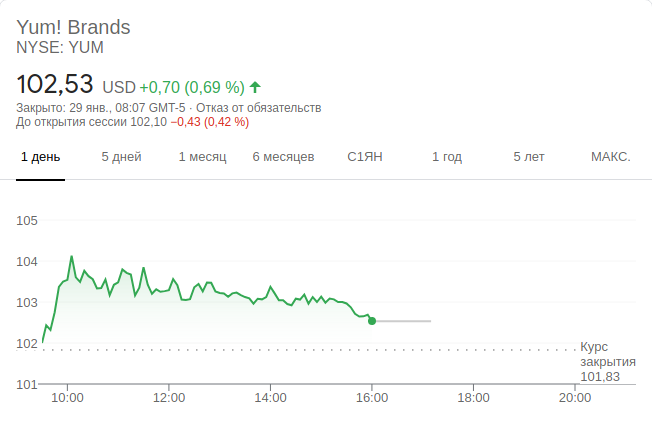 Yum! Brands
NYSE: YUM
102,53 USD +0,70 (0,69 %)
Закрыто: 29 янв., 08:07 GMT-5 · Отказ от обязательств
До открытия сессии 102,10 −0,43 (0,42 %)
1 день 5 дней 1 месяц 6 месяцев С1ЯН 1 год 5 лет МАКС.
105
104
103
102
Курс
закрытия
101,83
101
10:00 12:00 14:00 16:00 18:00 20:00